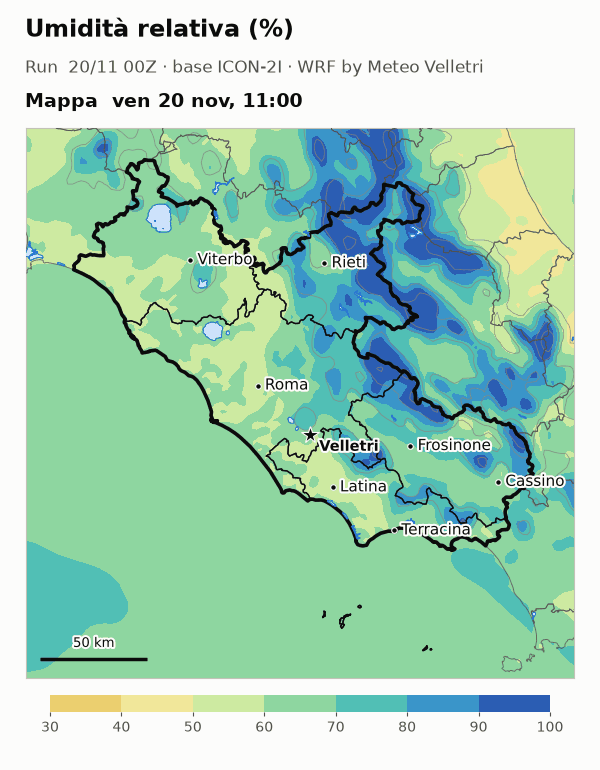 Umidità relativa (%)
Run 20/11 00Z · base ICON-2I · WRF by Meteo Velletri
Mappa ven 20 nov, 11:00
Viterbo
Rieti
Roma
Velletri
Frosinone
Cassino
Latina
Terracina
50 km
30 40 50 60 70 80 90 100